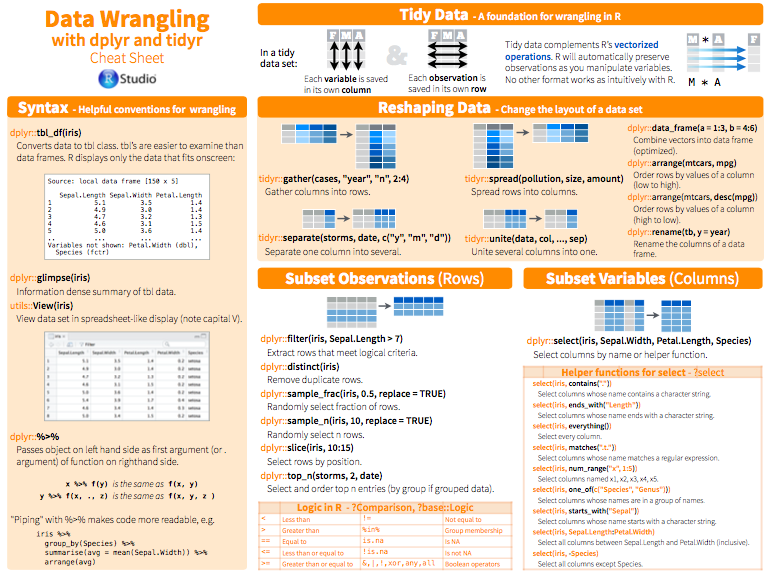 Data Wrangling
with dplyr and tidyr
Cheat Sheet
R Studio
Tidy Data - A foundation for wrangling in R
In a tidy
data set:
F M A
Each variable is saved
in its own column
&
F M A
Each observation is
saved in its own row
Tidy data complements R's vectorized
operations. R will automatically preserve
observations as you manipulate variables.
No other format works as intuitively with R.
M * A F
M * A
Syntax - Helpful conventions for wrangling
dplyr::tbl_df(iris)
Converts data to tbl class. tbl's are easier to examine than
data frames. R displays only the data that fits onscreen:
Source: local data frame [150 x 5]
Sepal.Length Sepal.Width Petal.Length
1 5.1 3.5 1.4
2 4.9 3.0 1.4
3 4.7 3.2 1.3
4 4.6 3.1 1.5
5 5.0 3.6 1.4
.. ... ... ...
Variables not shown: Petal.Width (dbl),
Species (fctr)
dplyr::glimpse(iris)
Information dense summary of tbl data.
utils::View(iris)
View data set in spreadsheet-like display (note capital V).
iris
Filter
Sepal.Length Sepal.Width Petal.Length Petal.Width Species
dplyr::%>%
Passes object on left hand side as first argument (or .
argument) of function on righthand side.
x %>% f(y) is the same as f(x, y)
y %>% f(x, ., z) is the same as f(x, y, z )
"Piping" with %>% makes code more readable, e.g.
iris %>%
group_by(Species) %>%
summarise(avg = mean(Sepal.Width)) %>%
arrange(avg)
Reshaping Data - Change the layout of a data set
tidyr::gather(cases, "year", "n", 2:4)
Gather columns into rows.
tidyr::spread(pollution, size, amount)
Spread rows into columns.
tidyr::separate(storms, date, c("y", "m", "d"))
Separate one column into several.
tidyr::unite(data, col, ..., sep)
Unite several columns into one.
dplyr::data_frame(a = 1:3, b = 4:6)
Combine vectors into data frame
(optimized).
dplyr::arrange(mtcars, mpg)
Order rows by values of a column
(low to high).
dplyr::arrange(mtcars, desc(mpg))
Order rows by values of a column
(high to low).
dplyr::rename(tb, y = year)
Rename the columns of a data
frame.
Subset Observations (Rows)
dplyr::filter(iris, Sepal.Length > 7)
Extract rows that meet logical criteria.
dplyr::distinct(iris)
Remove duplicate rows.
dplyr::sample_frac(iris, 0.5, replace = TRUE)
Randomly select fraction of rows.
dplyr::sample_n(iris, 10, replace = TRUE)
Randomly select n rows.
dplyr::slice(iris, 10:15)
Select rows by position.
dplyr::top_n(storms, 2, date)
Select and order top n entries (by group if grouped data).
Logic in R - ?Comparison, ?base::Logic
< Less than != Not equal to
> Greater than %in% Group membership
== Equal to is.na Is NA
<= Less than or equal to !is.na Is not NA
>= Greater than or equal to &,|,!,xor,any,all Boolean operators
Subset Variables (Columns)
dplyr::select(iris, Sepal.Width, Petal.Length, Species)
Select columns by name or helper function.
Helper functions for select - ?select
select(iris, contains("."))
Select columns whose name contains a character string.
select(iris, ends_with("Length"))
Select columns whose name ends with a character string.
select(iris, everything())
Select every column.
select(iris, matches(".t."))
Select columns whose name matches a regular expression.
select(iris, num_range("x", 1:5))
Select columns named x1, x2, x3, x4, x5.
select(iris, one_of(c("Species", "Genus")))
Select columns whose names are in a group of names.
select(iris, starts_with("Sepal"))
Select columns whose name starts with a character string.
select(iris, Sepal.Length:Petal.Width)
Select all columns between Sepal.Length and Petal.Width (inclusive).
select(iris, -Species)
Select all columns except Species.